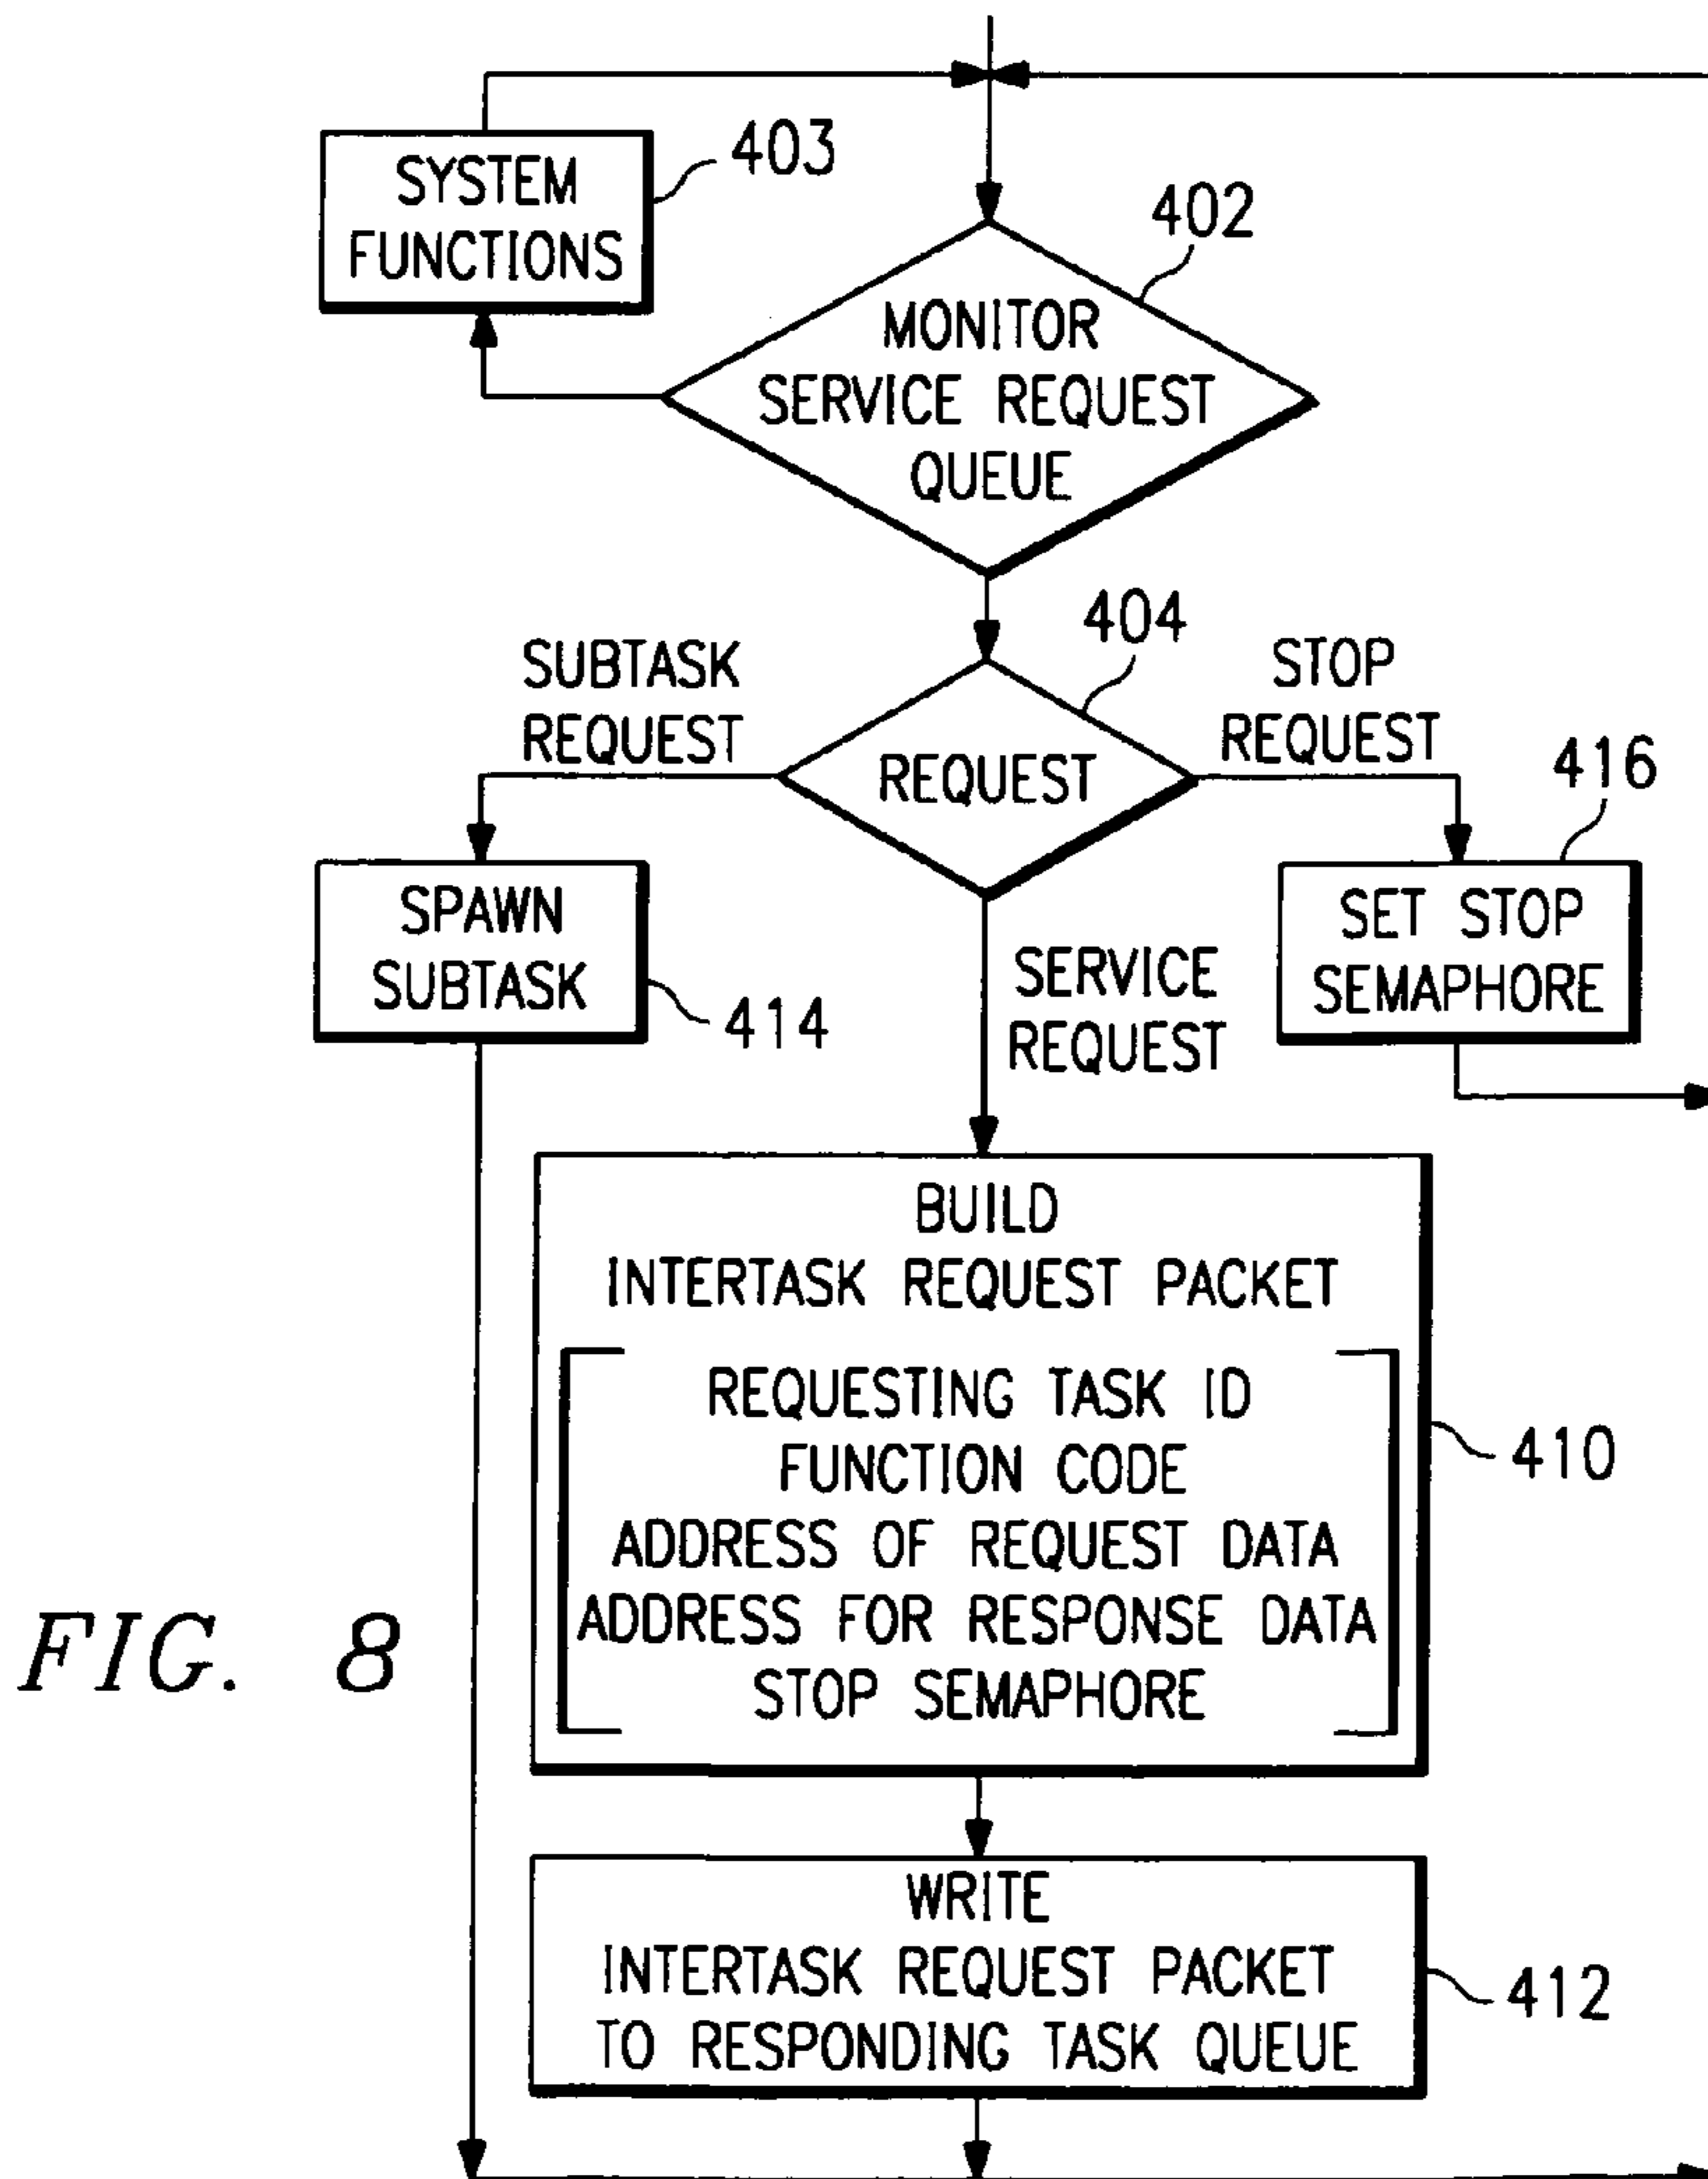 403
SYSTEM
FUNCTIONS
402
MONITOR
SERVICE REQUEST
QUEUE
404
SUBTASK
REQUEST
STOP
REQUEST
REQUEST
416
SPAWN
SUBTASK
414
SET STOP
SEMAPHORE
SERVICE
REQUEST
BUILD
INTERTASK REQUEST PACKET
REQUESTING TASK ID
FUNCTION CODE
ADDRESS OF REQUEST DATA
ADDRESS FOR RESPONSE DATA
STOP SEMAPHORE
410
FIG. 8
WRITE
INTERTASK REQUEST PACKET
TO RESPONDING TASK QUEUE
412